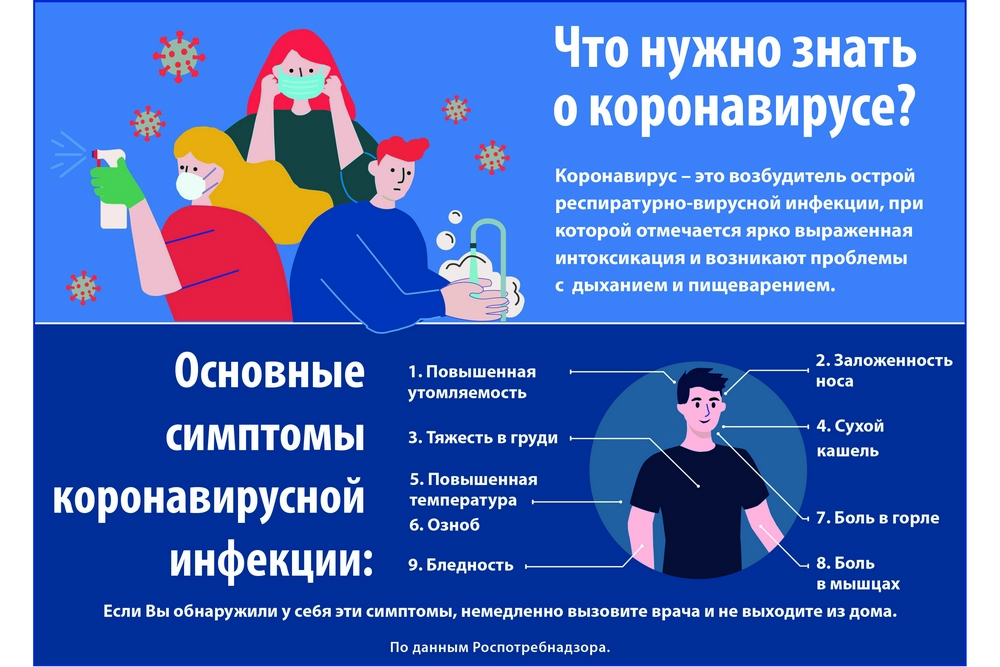 Что нужно знать
о коронавирусе?
Коронавирус – это возбудитель острой
респиратурно-вирусной инфекции, при
которой отмечается ярко выраженная
интоксикация и возникают проблемы
с дыханием и пищеварением.
Основные
симптомы
коронавирусной
инфекции:
1. Повышенная
утомляемость
2. Заложенность
носа
3. Тяжесть в груди
4. Сухой
кашель
5. Повышенная
температура
6. Озноб
7. Боль в горле
8. Боль
в мышцах
9. Бледность
Если Вы обнаружили у себя эти симптомы, немедленно вызовите врача и не выходите из дома.
По данным Роспотребнадзора.